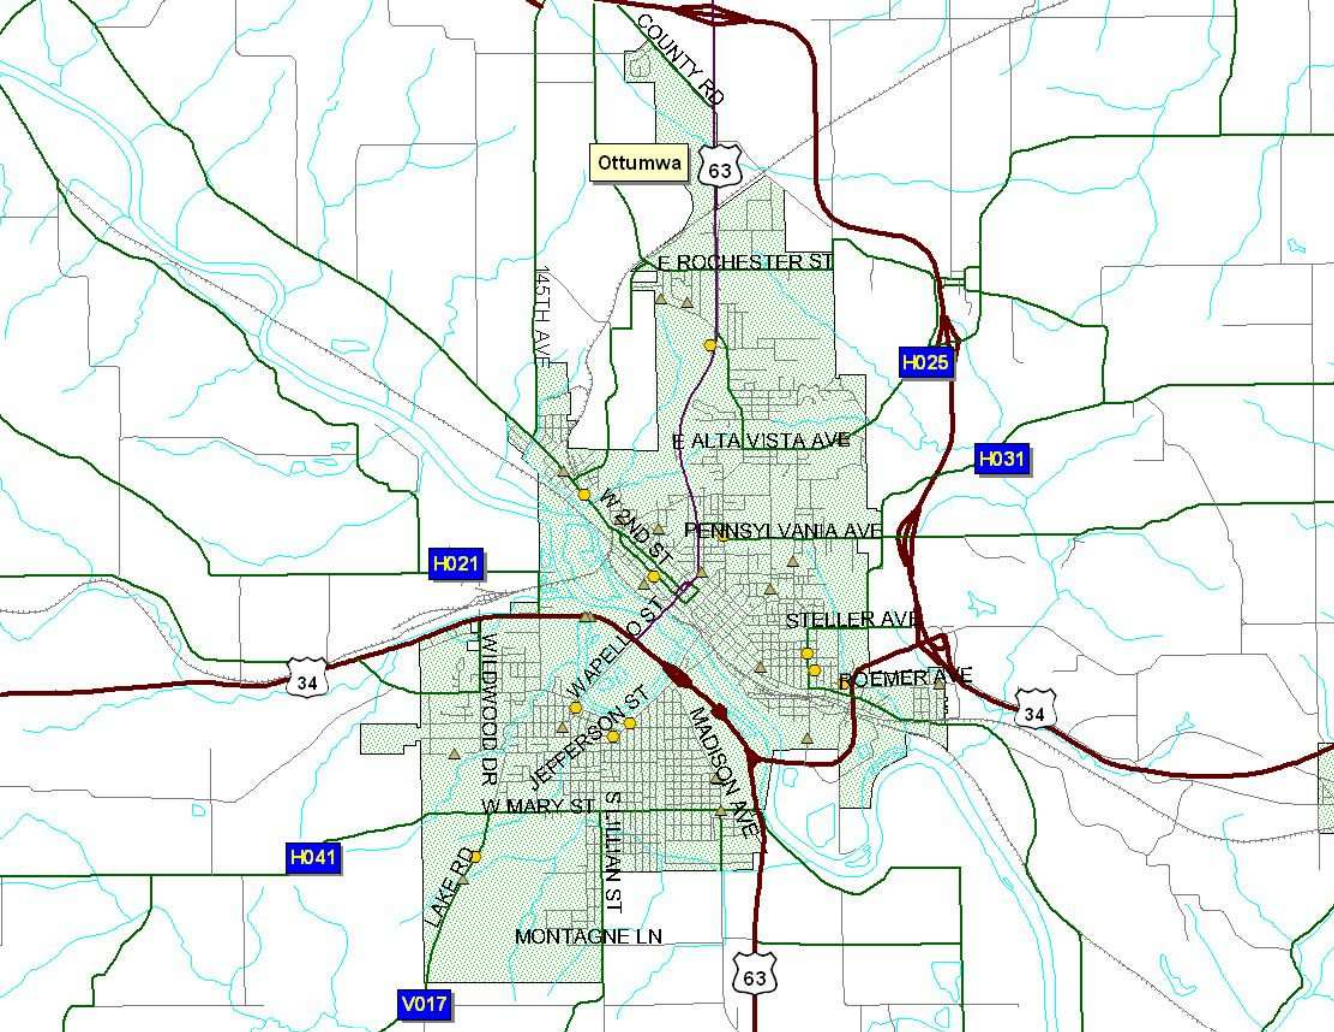 COUNTY RD
Ottumwa
63
E ROCHESTER ST
145TH AVE
H025
E ALTA VISTA AVE
H031
W 2ND ST
PENNSYLVANIA AVE
H021
STELLER AVE
W APELLO ST
WILDWOOD DR
34
ROEMER AVE
34
JEFFERSON ST
MADISON AVE
W MARY ST
S LILLIAN ST
H041
LAKE RD
MONTAGNE LN
63
V017